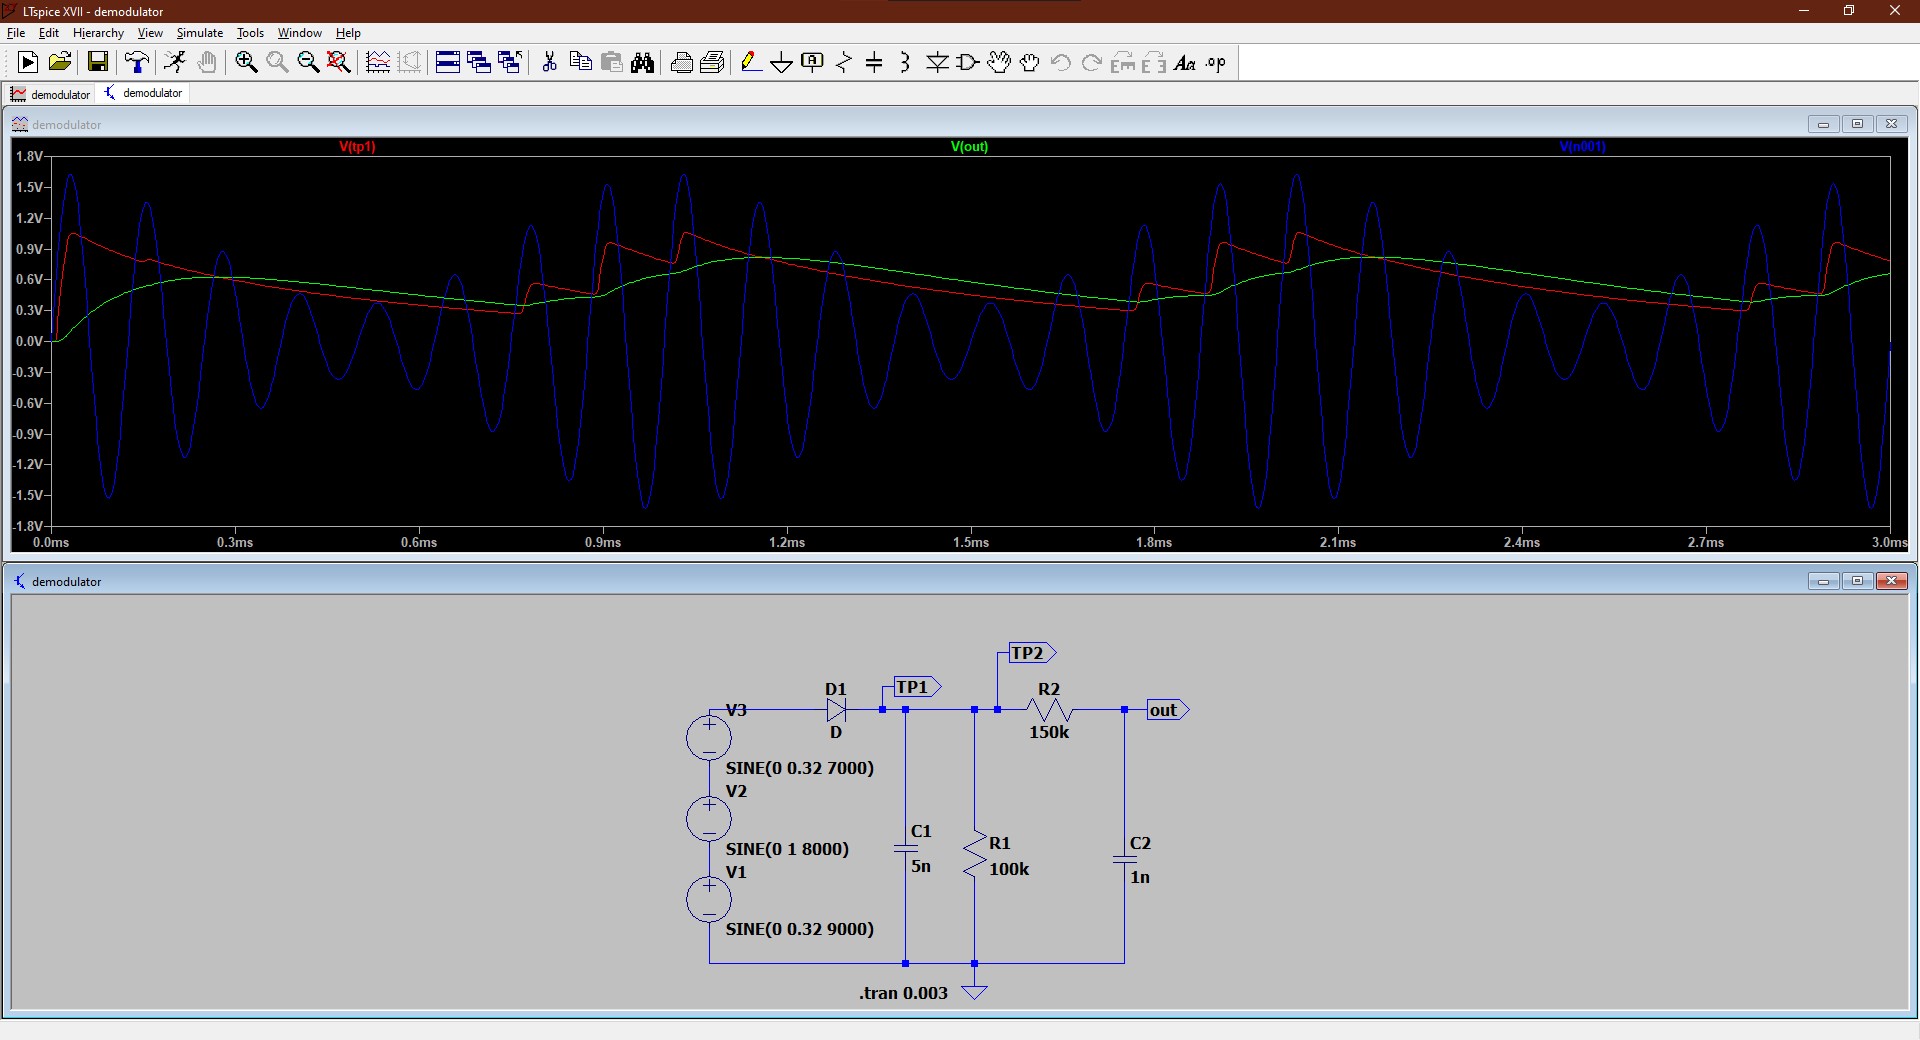 LTspice XVII - demodulator
File Edit Hierarchy View Simulate Tools Window Help
demodulator demodulator
demodulator
V(tp1) V(out) V(n001)
1.8V
1.5V
1.2V
0.9V
0.6V
0.3V
0.0V
-0.3V
-0.6V
-0.9V
-1.2V
-1.5V
-1.8V
0.0ms 0.3ms 0.6ms 0.9ms 1.2ms 1.5ms 1.8ms 2.1ms 2.4ms 2.7ms 3.0ms
demodulator
TP2
D1 TP1 R2
V3 out
D 150k
SINE(0 0.32 7000)
V2
C1 R1 C2
SINE(0 1 8000)
5n 100k 1n
V1
SINE(0 0.32 9000)
.tran 0.003